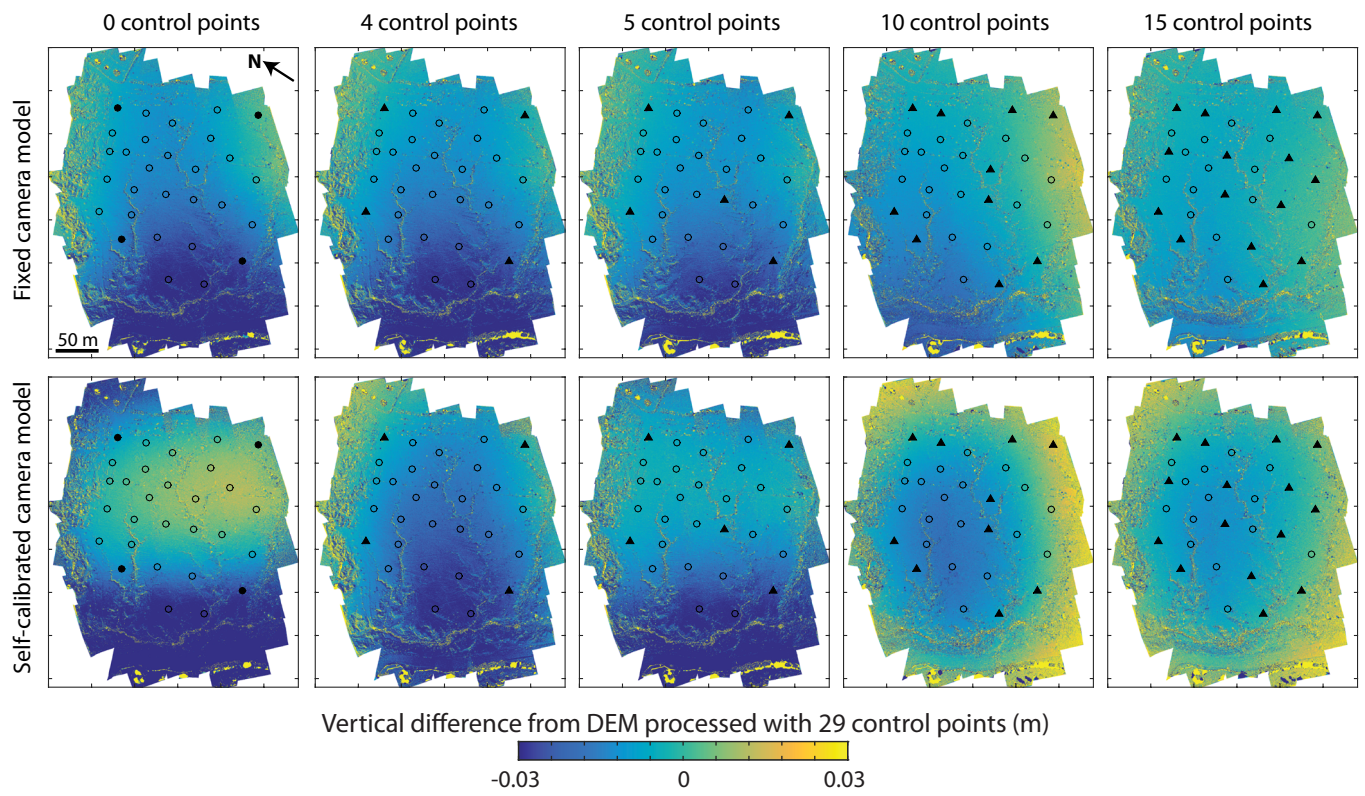 0 control points
4 control points
5 control points
10 control points
15 control points
Fixed camera model
N
50 m
Self-calibrated camera model
Vertical difference from DEM processed with 29 control points (m)
-0.03
0
0.03